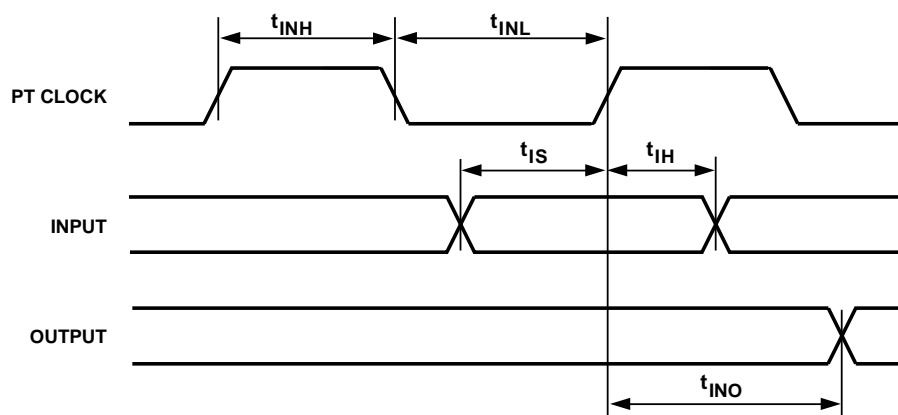 tINH
tINL
PT CLOCK
tIS
tIH
INPUT
OUTPUT
tINO